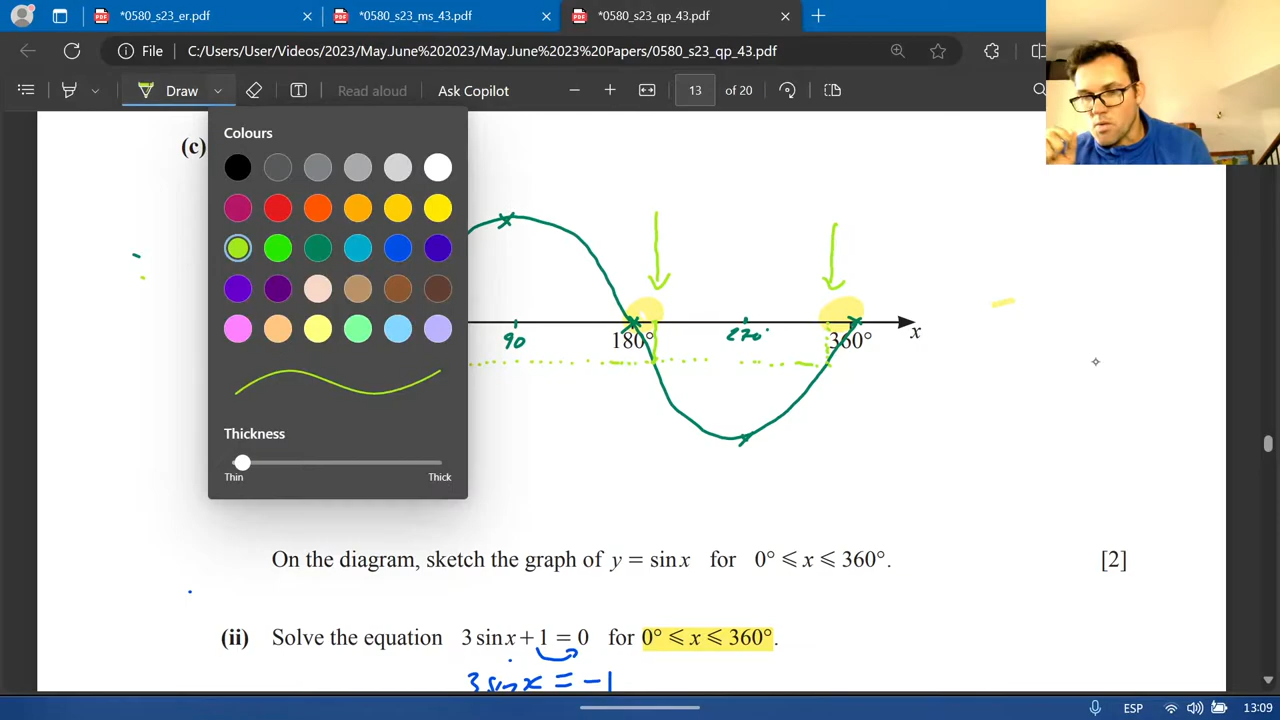 *0580_s23_er.pdf
*0580_s23_ms_43.pdf
*0580_s23_qp_43.pdf
File
C:/Users/User/Videos/2023/May.June%202023/May.June%2023%20Papers/0580_s23_qp_43.pdf
Draw
Read aloud
Ask Copilot
13 of 20
Colours
Thickness
Thin
Thick
(c)
90
180°
270°
360°
x
On the diagram, sketch the graph of y = sin x for 0° ⩽ x ⩽ 360°. [2]
(ii) Solve the equation 3 sin x + 1 = 0 for 0° ⩽ x ⩽ 360°.
3 sin x = -1
ESP
13:09